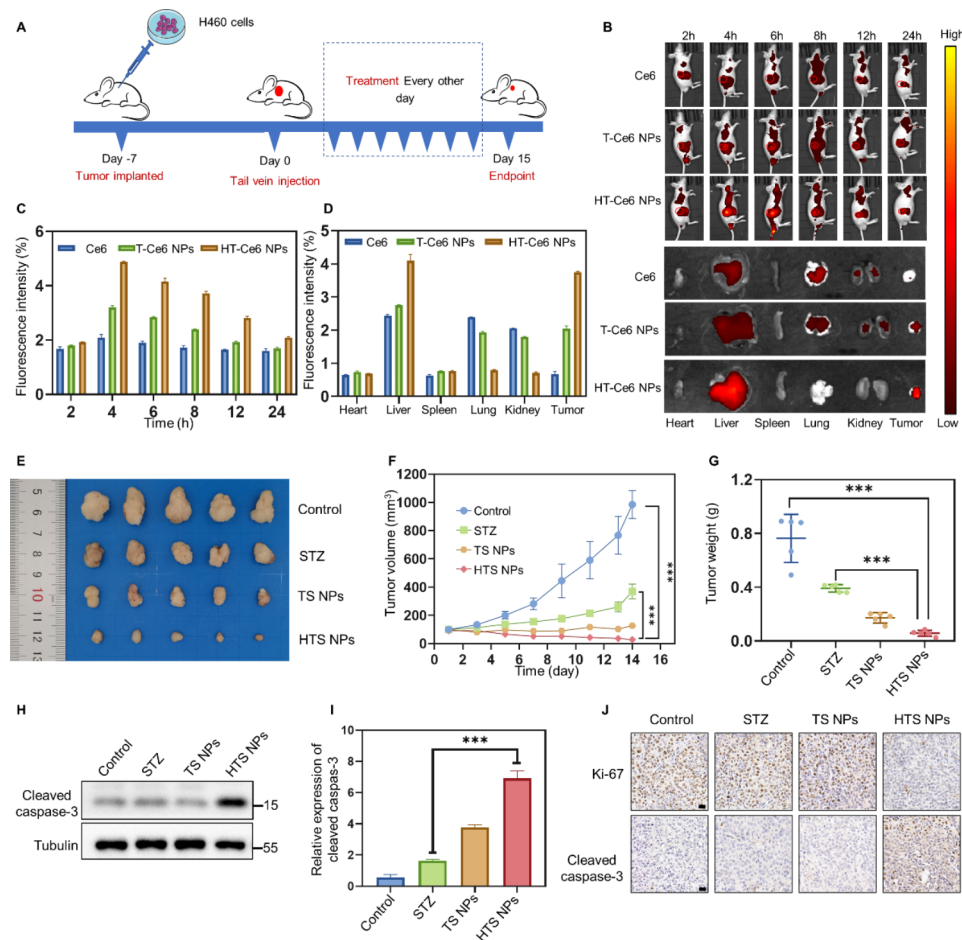 A
H460 cells
Treatment Every other
day
Day -7
Tumor implanted
Day 0
Tail vein injection
Day 15
Endpoint
B
2h 4h 6h 8h 12h 24h
Ce6
T-Ce6 NPs
HT-Ce6 NPs
Ce6
T-Ce6 NPs
HT-Ce6 NPs
Heart Liver Spleen Lung Kidney Tumor
High
Low
C
Ce6 T-Ce6 NPs HT-Ce6 NPs
Fluorescence intensity (%)
6
4
2
0
2 4 6 8 12 24
Time (h)
D
Ce6 T-Ce6 NPs HT-Ce6 NPs
Fluorescence intensity (%)
5
4
3
2
1
0
Heart Liver Spleen Lung Kidney Tumor
E
5
6
7
8
9
10
11
12
13
Control
STZ
TS NPs
HTS NPs
F
Tumor volume (mm³)
1200
1000
800
600
400
200
0
0 2 4 6 8 10 12 14 16
Time (day)
Control
STZ
TS NPs
HTS NPs
***
***
G
Tumor weight (g)
1.2
0.8
0.4
0.0
***
***
Control
STZ
TS NPs
HTS NPs
H
Control
STZ
TS NPs
HTS NPs
Cleaved
caspase-3
15
Tubulin
55
I
Relative expression of
cleaved caspas-3
8
6
4
2
0
***
Control
STZ
TS NPs
HTS NPs
J
Control STZ TS NPs HTS NPs
Ki-67
Cleaved
caspase-3